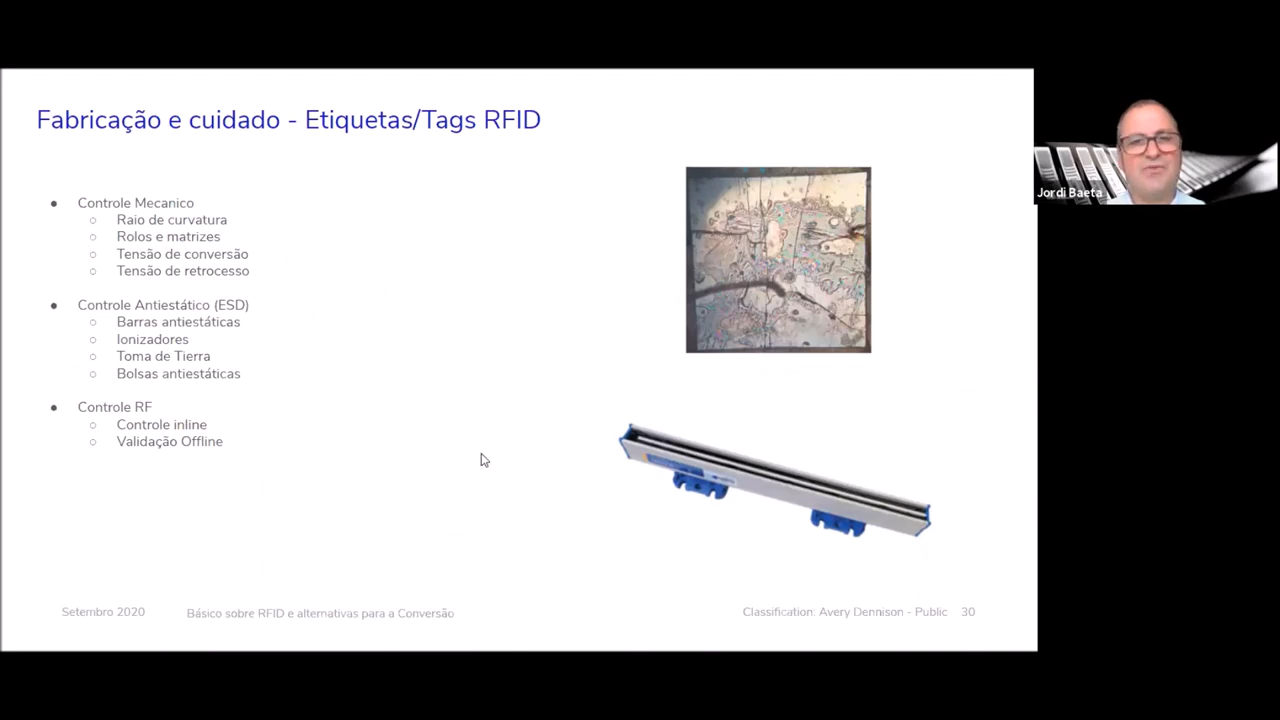 Fabricação e cuidado - Etiquetas/Tags RFID
● Controle Mecanico
○ Raio de curvatura
○ Rolos e matrizes
○ Tensão de conversão
○ Tensão de retrocesso
● Controle Antiestático (ESD)
○ Barras antiestáticas
○ Ionizadores
○ Toma de Tierra
○ Bolsas antiestáticas
● Controle RF
○ Controle inline
○ Validação Offline
Setembro 2020
Básico sobre RFID e alternativas para a Conversão
Classification: Avery Dennison - Public 30
Jordi Baeta